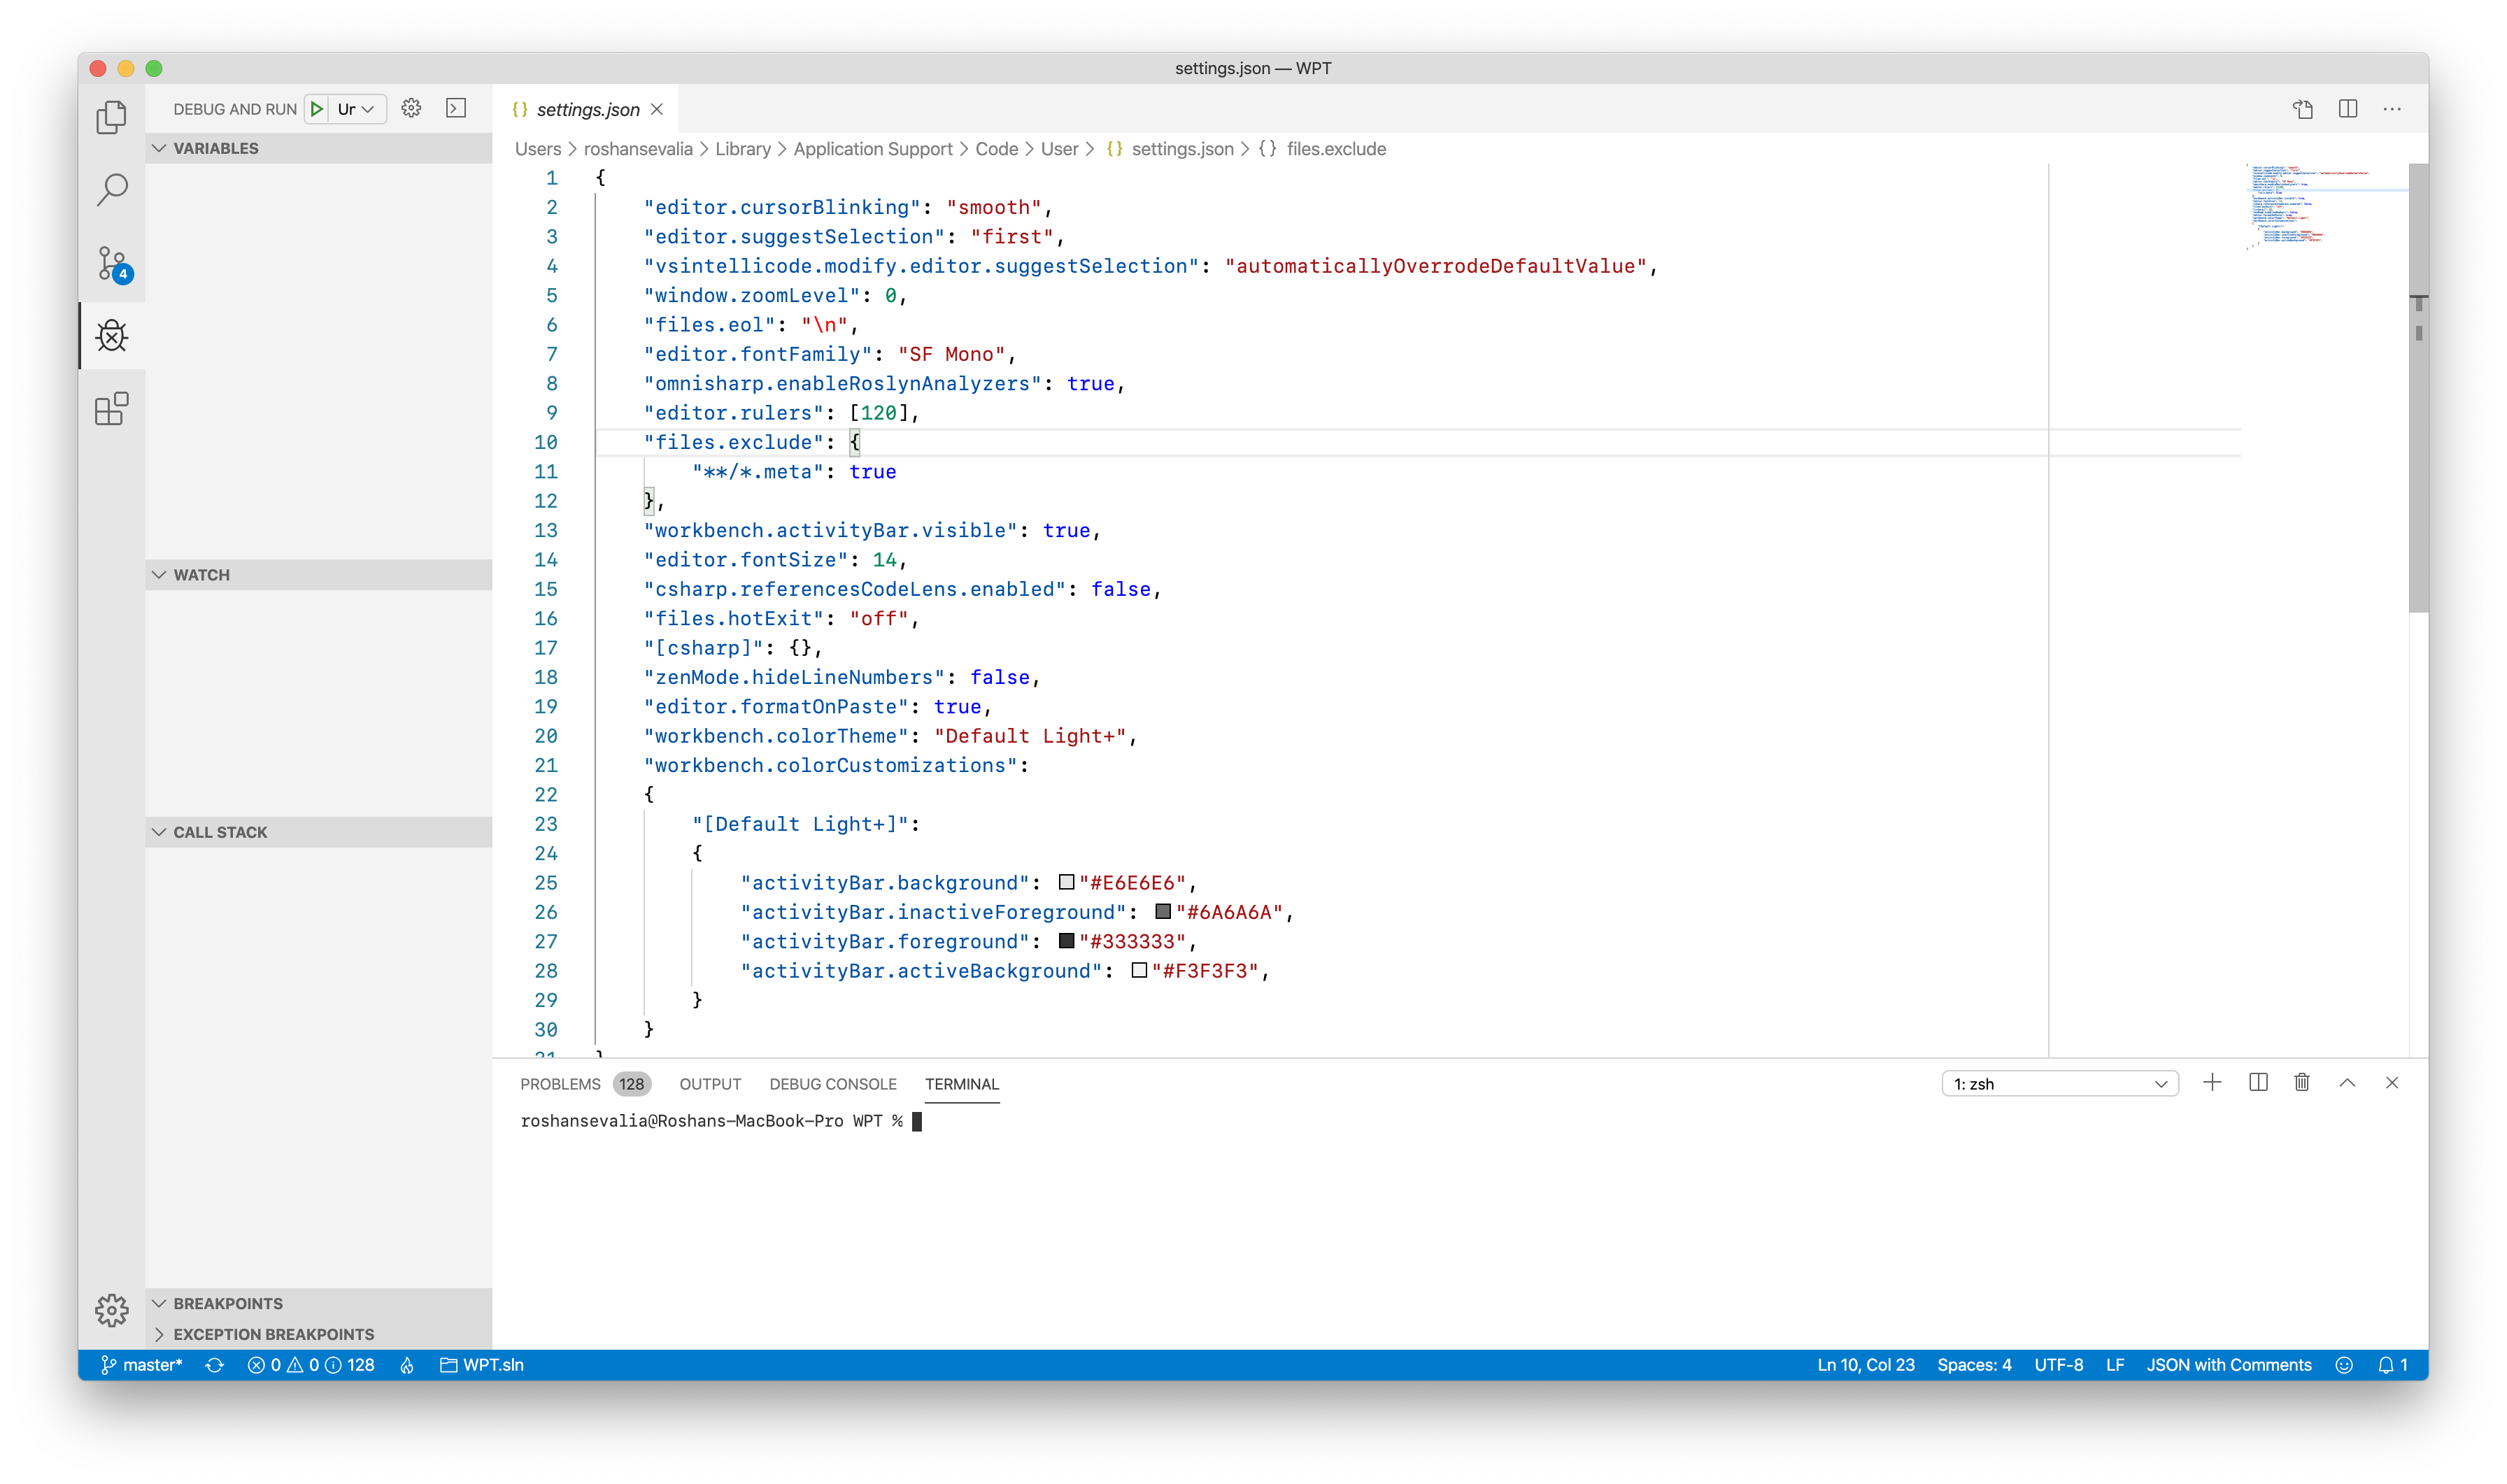 settings.json — WPT
DEBUG AND RUN Ur
settings.json
Users > roshansevalia > Library > Application Support > Code > User > {} settings.json > {} files.exclude
VARIABLES
4
WATCH
CALL STACK
BREAKPOINTS
EXCEPTION BREAKPOINTS
1 {
2 "editor.cursorBlinking": "smooth",
3 "editor.suggestSelection": "first",
4 "vsintellicode.modify.editor.suggestSelection": "automaticallyOverrodeDefaultValue",
5 "window.zoomLevel": 0,
6 "files.eol": "\n",
7 "editor.fontFamily": "SF Mono",
8 "omnisharp.enableRoslynAnalyzers": true,
9 "editor.rulers": [120],
10 "files.exclude": {
11 "**/*.meta": true
12 },
13 "workbench.activityBar.visible": true,
14 "editor.fontSize": 14,
15 "csharp.referencesCodeLens.enabled": false,
16 "files.hotExit": "off",
17 "[csharp]": {},
18 "zenMode.hideLineNumbers": false,
19 "editor.formatOnPaste": true,
20 "workbench.colorTheme": "Default Light+",
21 "workbench.colorCustomizations":
22 {
23 "[Default Light+]":
24 {
25 "activityBar.background": "#E6E6E6",
26 "activityBar.inactiveForeground": "#6A6A6A",
27 "activityBar.foreground": "#333333",
28 "activityBar.activeBackground": "#F3F3F3",
29 }
30 }
PROBLEMS 128 OUTPUT DEBUG CONSOLE TERMINAL
1: zsh
roshansevalia@Roshans-MacBook-Pro WPT %
master* 0 0 128 WPT.sln
Ln 10, Col 23 Spaces: 4 UTF-8 LF JSON with Comments 1